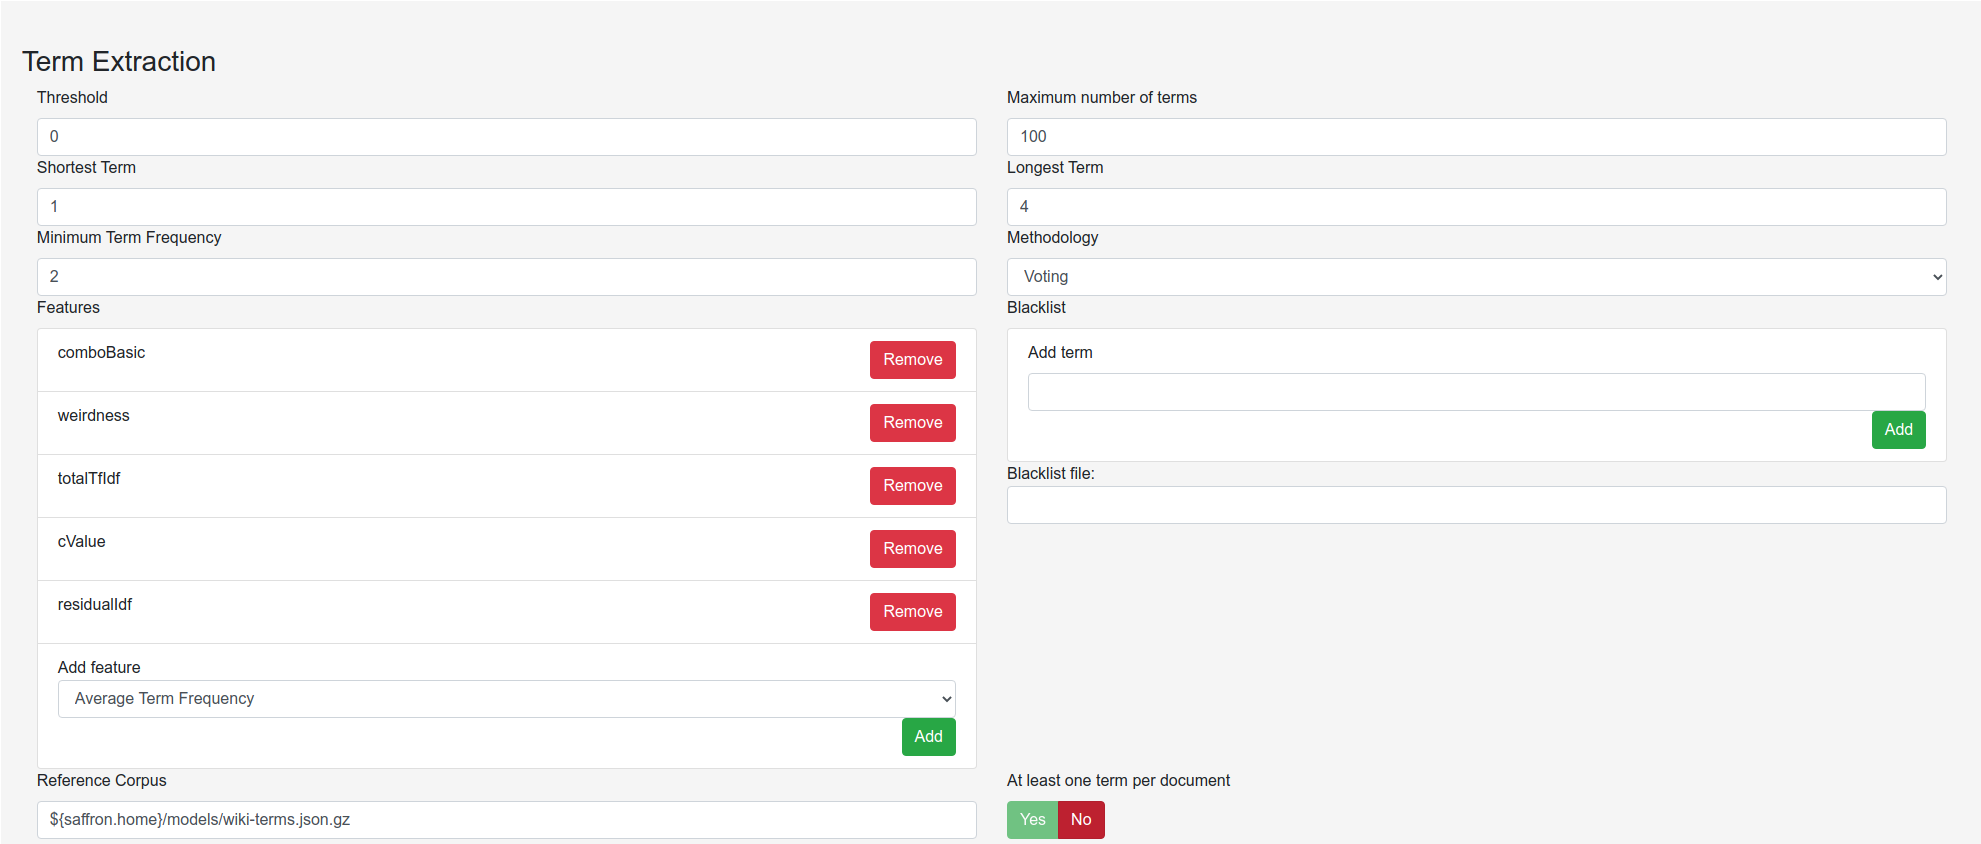 Term Extraction
Threshold
Maximum number of terms
0
100
Shortest Term
Longest Term
1
4
Minimum Term Frequency
Methodology
2
Voting
Features
Blacklist
comboBasic
Remove
Add term
weirdness
Remove
Add
totalTfIdf
Remove
Blacklist file:
cValue
Remove
residualIdf
Remove
Add feature
Average Term Frequency
Add
Reference Corpus
At least one term per document
${saffron.home}/models/wiki-terms.json.gz
Yes No